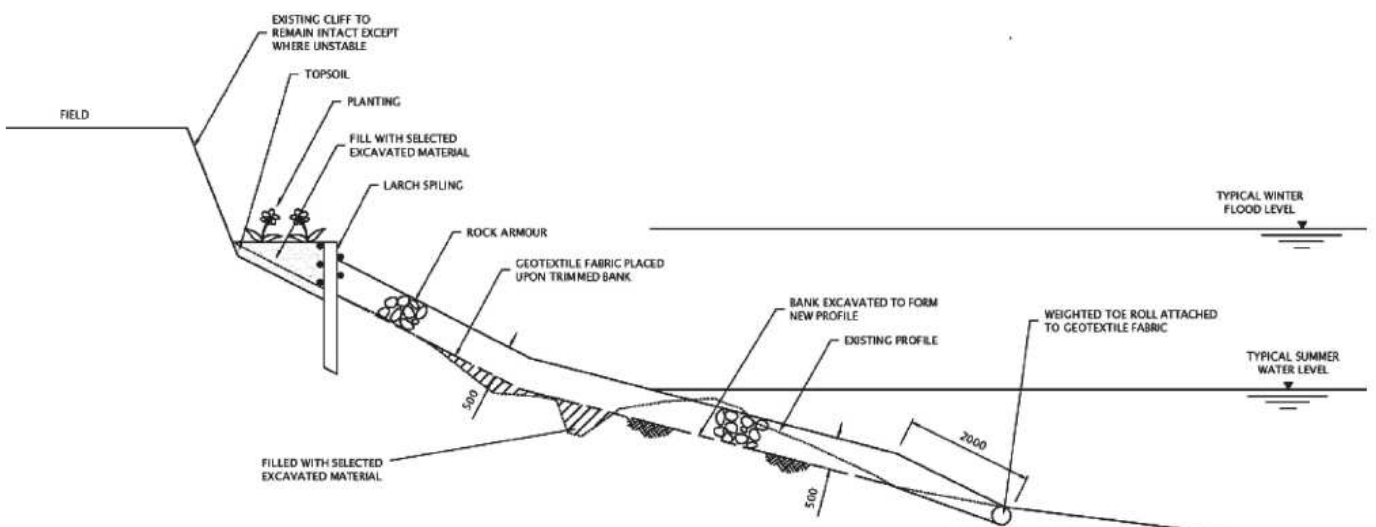 EXISTING CLIFF TO
REMAIN INTACT EXCEPT
WHERE UNSTABLE
TOPSOIL
PLANTING
FIELD
FILL WITH SELECTED
EXCAVATED MATERIAL
LARCH SPILING
TYPICAL WINTER
FLOOD LEVEL
ROCK ARMOUR
GEOTEXTILE FABRIC PLACED
UPON TRIMMED BANK
BANK EXCAVATED TO FORM
NEW PROFILE
WEIGHTED TOE ROLL ATTACHED
TO GEOTEXTILE FABRIC
EXISTING PROFILE
TYPICAL SUMMER
WATER LEVEL
500
2000
FILLED WITH SELECTED
EXCAVATED MATERIAL
500